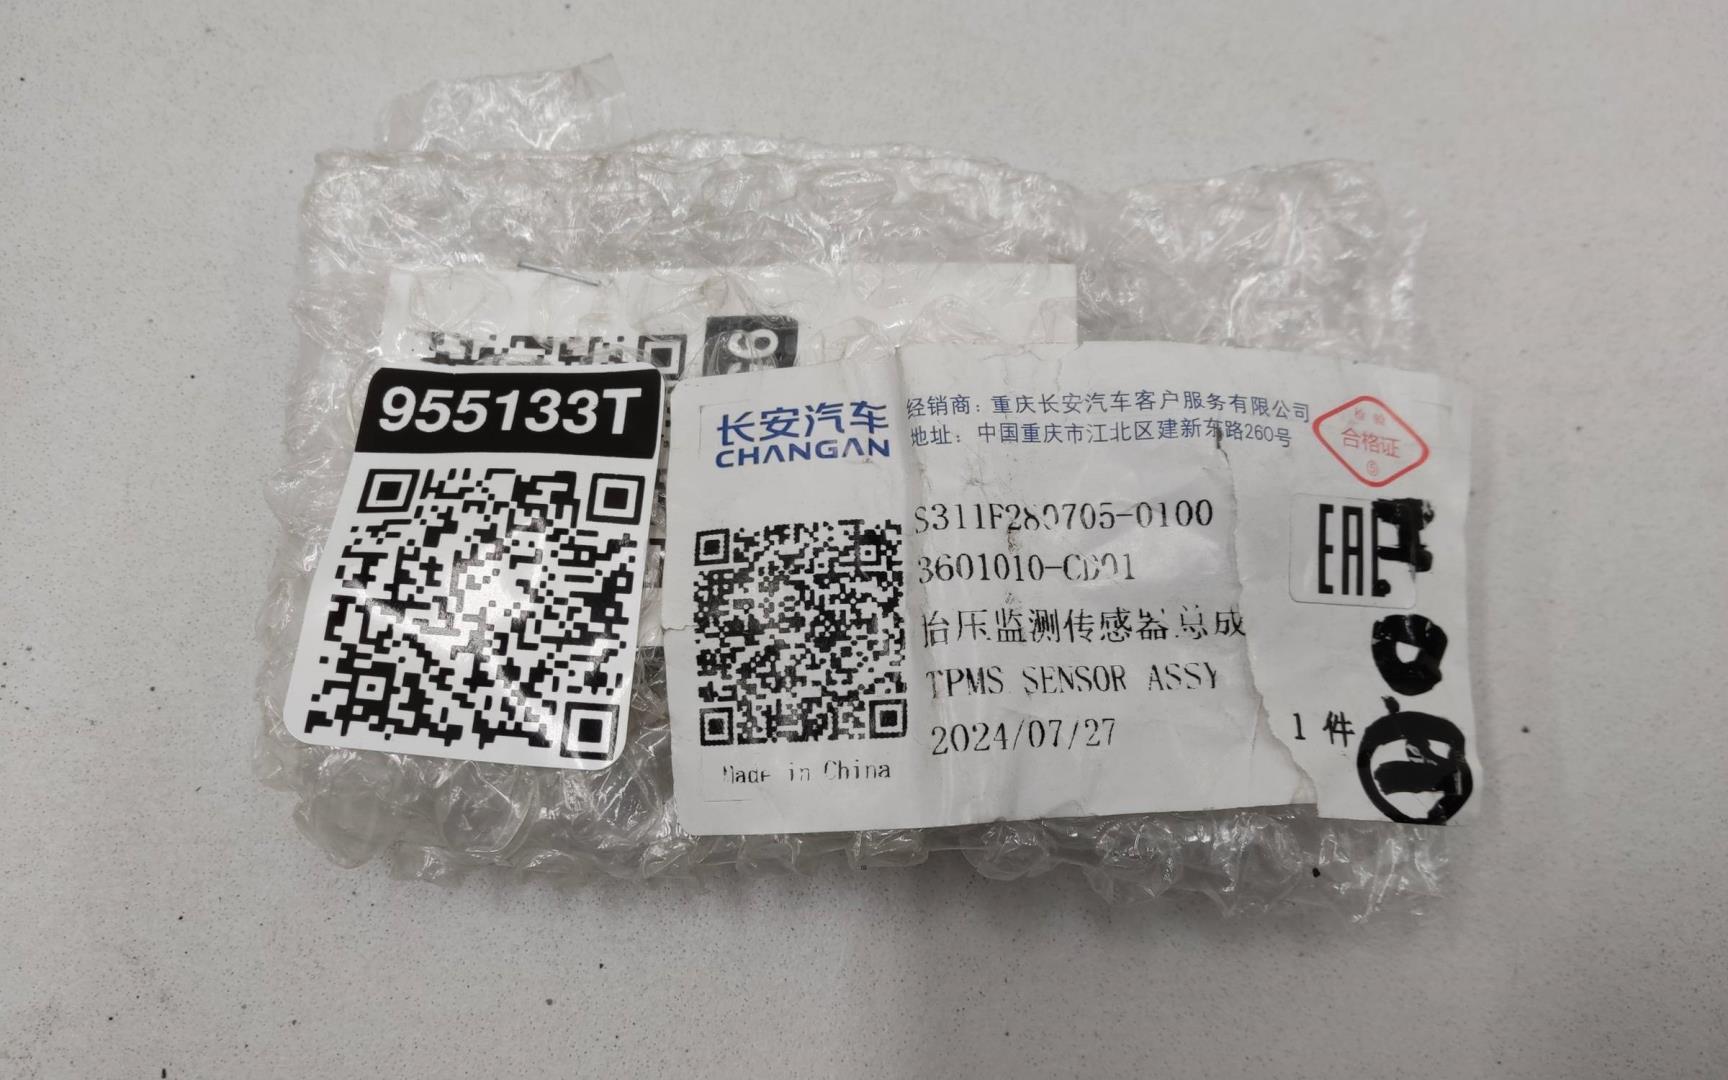 955133T
长安汽车
CHANGAN
经销商：重庆长安汽车客户服务有限公司
地址：中国重庆市江北区建新东路260号
检验
合格证
S311F280705-0100
3601010-CD01
EAC
胎压监测传感器总成
TPMS SENSOR ASSY
2024/07/27
1 件
Made in China